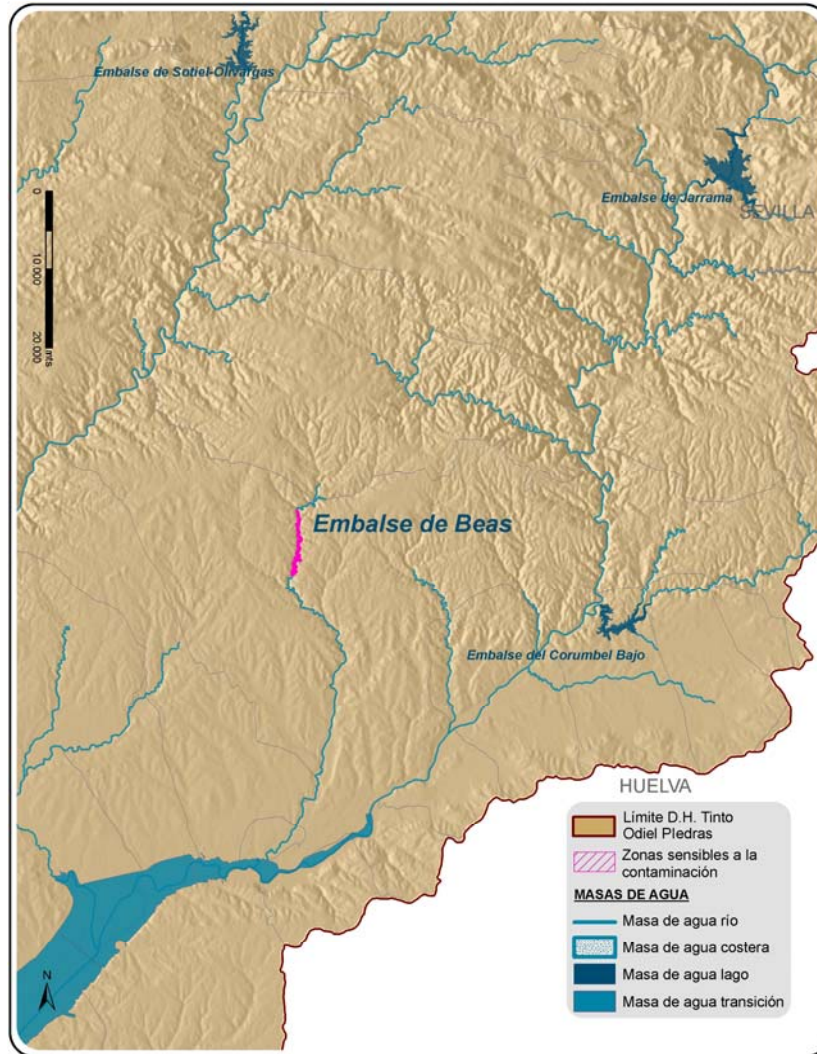 Embalse de Sotiel-Olivargas
Embalse de Jarrama
SEVILLA
0
10.000
20.000
mts
Embalse de Beas
Embalse del Corumbel Bajo
HUELVA
Límite D.H. Tinto
Odiel PIedras
Zonas sensibles a la
contaminación
MASAS DE AGUA
Masa de agua río
Masa de agua costera
Masa de agua lago
Masa de agua transición
N